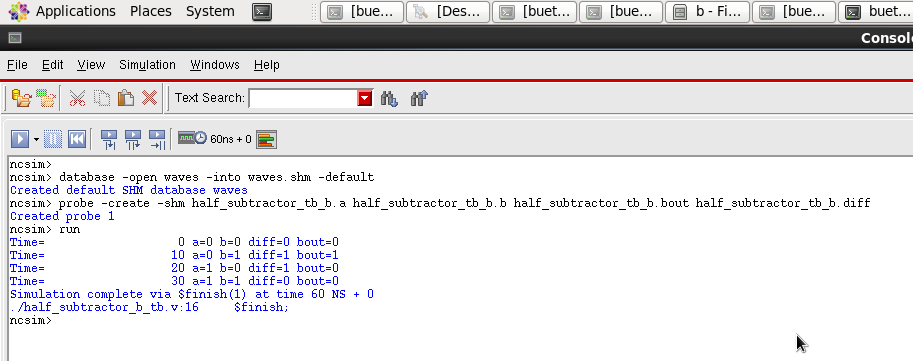 Applications Places System [bue... [Des... [buet... [bue... b - Fi... [bue... buet...
Conso
File Edit View Simulation Windows Help
Text Search:
60ns + 0
ncsim>
ncsim> database -open waves -into waves.shm -default
Created default SHM database waves
ncsim> probe -create -shm half_subtractor_tb_b.a half_subtractor_tb_b.b half_subtractor_tb_b.bout half_subtractor_tb_b.diff
Created probe 1
ncsim> run
Time= 0 a=0 b=0 diff=0 bout=0
Time= 10 a=0 b=1 diff=1 bout=1
Time= 20 a=1 b=0 diff=1 bout=0
Time= 30 a=1 b=1 diff=0 bout=0
Simulation complete via $finish(1) at time 60 NS + 0
./half_subtractor_b_tb.v:16 $finish;
ncsim>